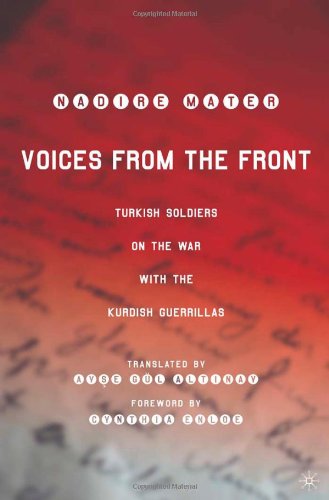 NADIRE MATER
VOICES FROM THE FRONT
TURKISH SOLDIERS
ON THE WAR
WITH THE
KURDISH GUERRILLAS
TRANSLATED BY
AYŞE GÜL ALTINAY
FOREWORD BY
CYNTHIA ENLOE